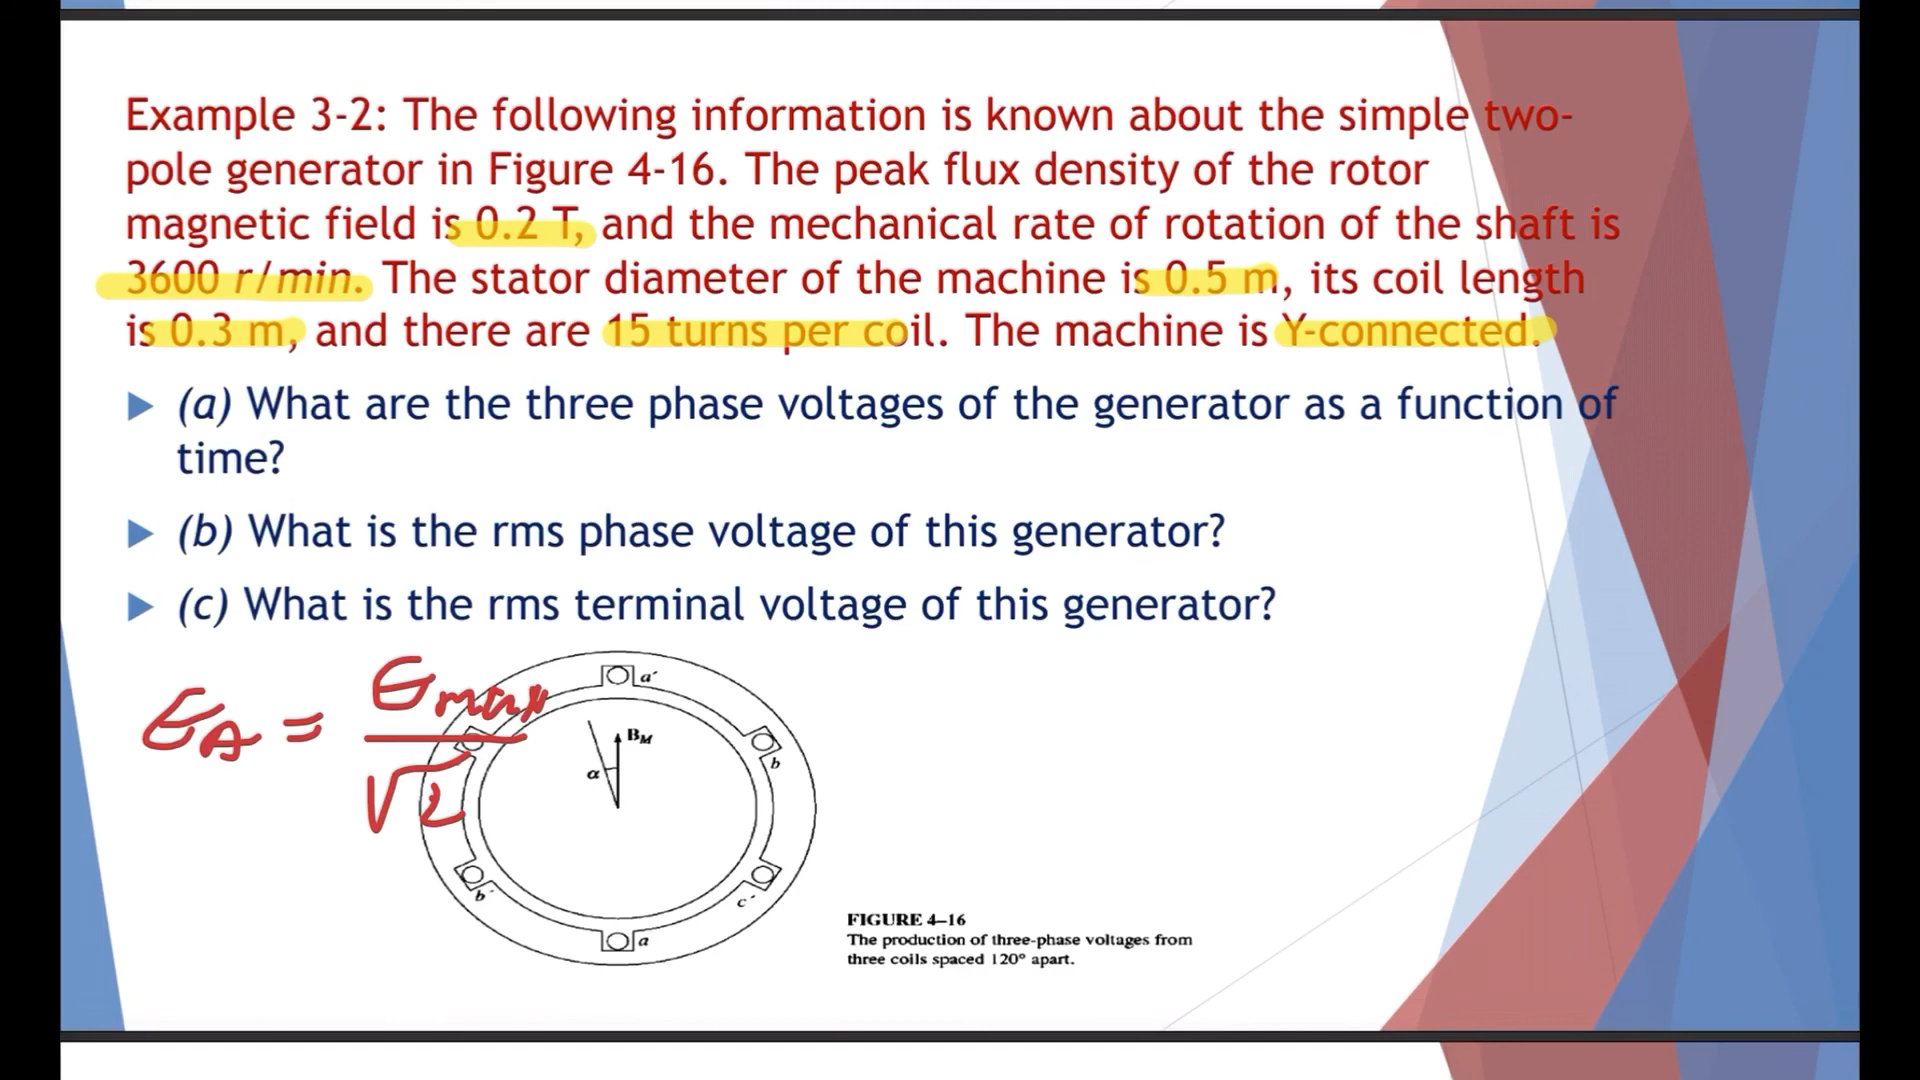 Example 3-2: The following information is known about the simple two-
pole generator in Figure 4-16. The peak flux density of the rotor
magnetic field is 0.2 T, and the mechanical rate of rotation of the shaft is
3600 r/min. The stator diameter of the machine is 0.5 m, its coil length
is 0.3 m, and there are 15 turns per coil. The machine is Y-connected.
(a) What are the three phase voltages of the generator as a function of
time?
(b) What is the rms phase voltage of this generator?
(c) What is the rms terminal voltage of this generator?
EA = Emax
√2
a´
b
BM
α
b´
c´
a
FIGURE 4–16
The production of three-phase voltages from
three coils spaced 120° apart.